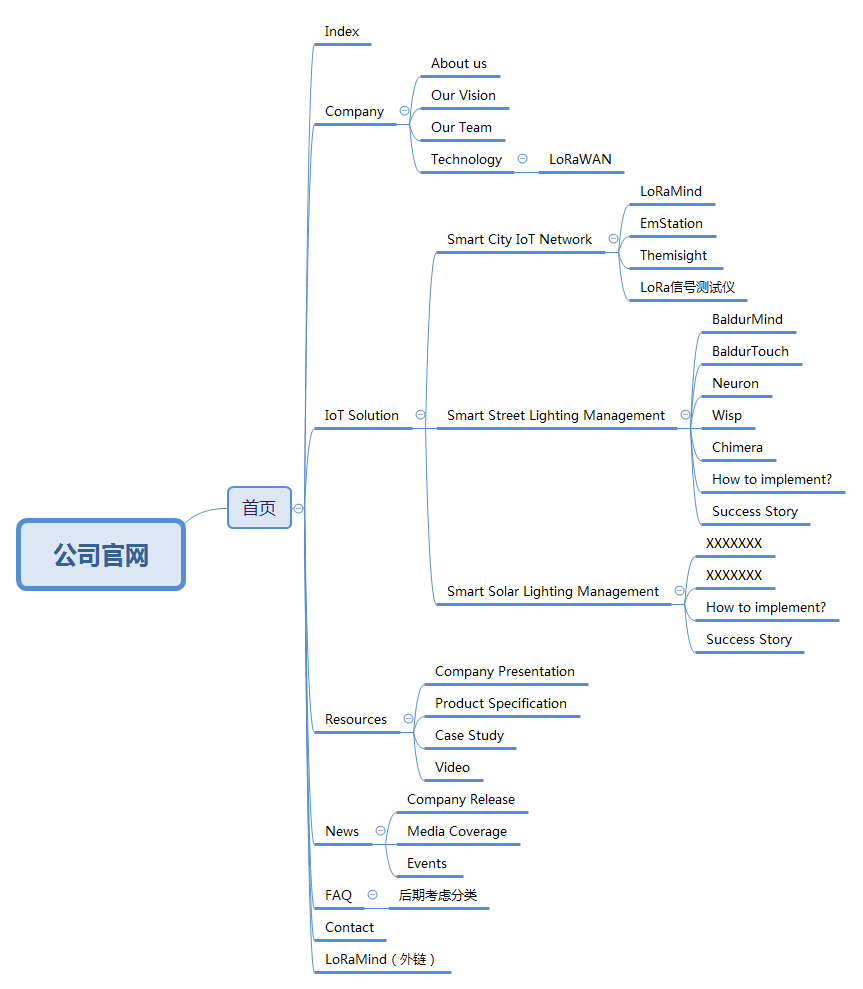 公司官网
首页
Index
Company
About us
Our Vision
Our Team
Technology
LoRaWAN
IoT Solution
Smart City IoT Network
LoRaMind
EmStation
Themisight
LoRa信号测试仪
Smart Street Lighting Management
BaldurMind
BaldurTouch
Neuron
Wisp
Chimera
How to implement?
Success Story
Smart Solar Lighting Management
XXXXXXX
XXXXXXX
How to implement?
Success Story
Resources
Company Presentation
Product Specification
Case Study
Video
News
Company Release
Media Coverage
Events
FAQ
后期考虑分类
Contact
LoRaMind（外链）